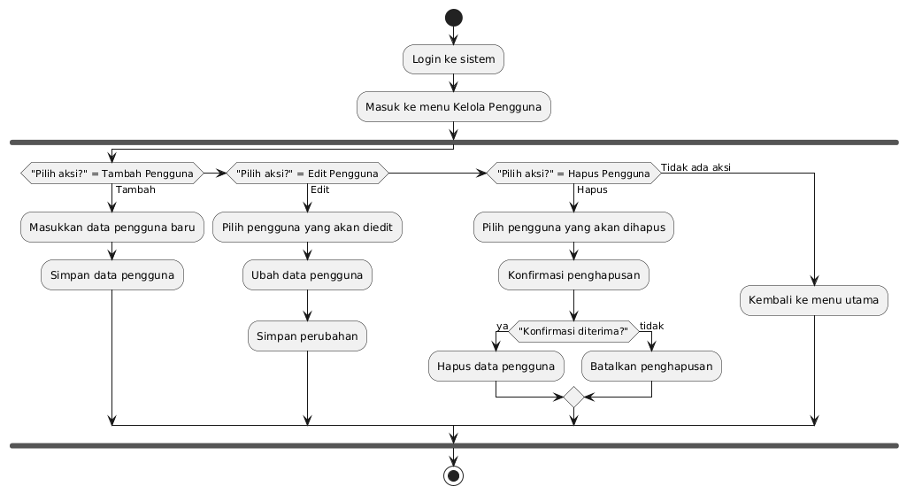 Login ke sistem
Masuk ke menu Kelola Pengguna
"Pilih aksi?" = Tambah Pengguna
Tambah
Masukkan data pengguna baru
Simpan data pengguna
"Pilih aksi?" = Edit Pengguna
Edit
Pilih pengguna yang akan diedit
Ubah data pengguna
Simpan perubahan
"Pilih aksi?" = Hapus Pengguna
Hapus
Pilih pengguna yang akan dihapus
Konfirmasi penghapusan
"Konfirmasi diterima?"
ya
Hapus data pengguna
tidak
Batalkan penghapusan
Tidak ada aksi
Kembali ke menu utama